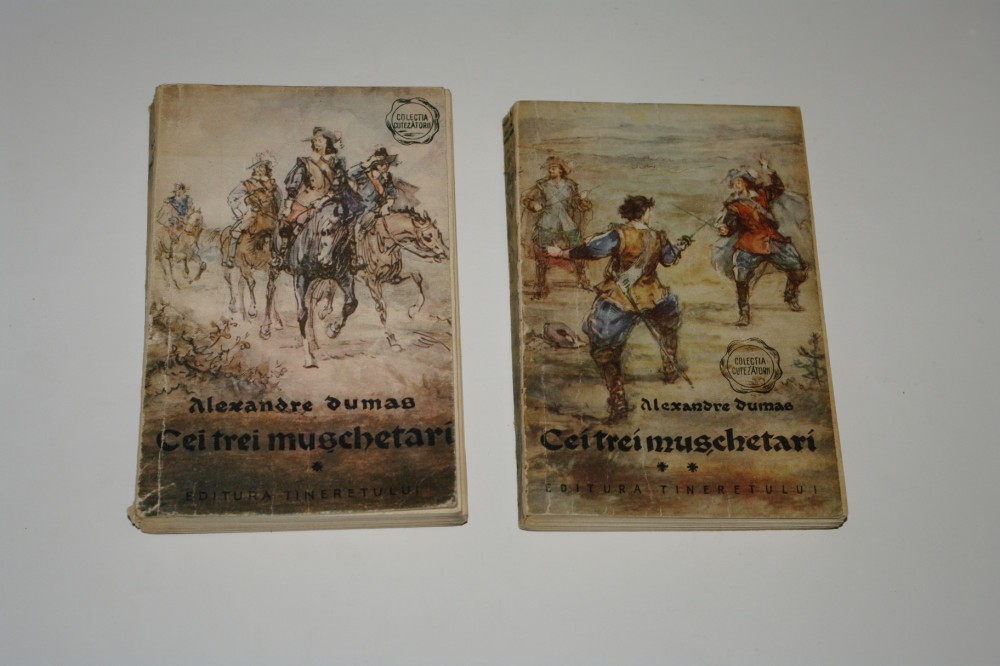 COLECȚIA
CUTEZĂTORII
Alexandre Dumas
Cei trei mușchetari
*
EDITURA TINERETULUI
COLECȚIA
CUTEZĂTORII
Alexandre Dumas
Cei trei mușchetari
* *
EDITURA TINERETULUI